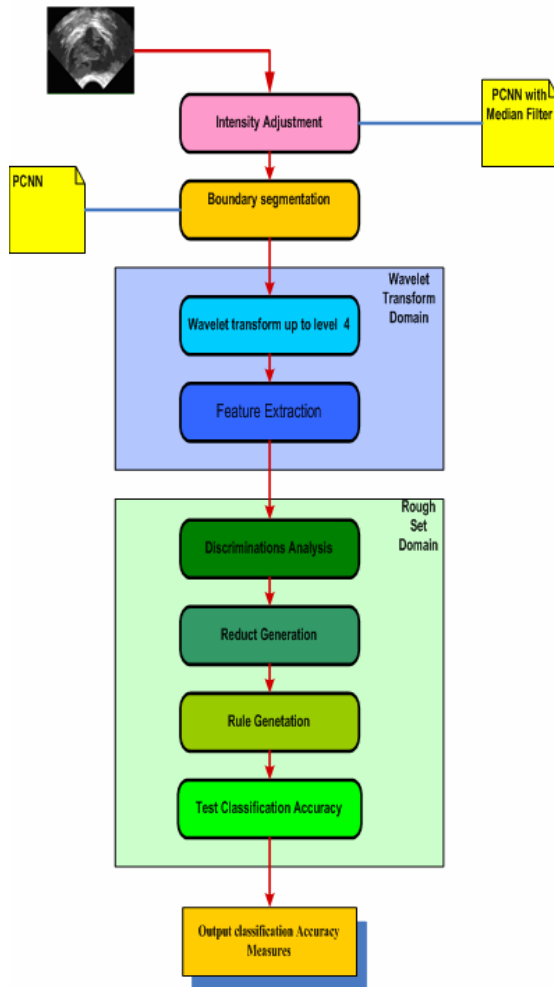 PCNN with
Median Filter
Intensity Adjustment
PCNN
Boundary segmentation
Wavelet
Transform
Domain
Wavelet transform up to level 4
Feature Extraction
Rough
Set
Domain
Discriminations Analysis
Reduct Generation
Rule Genetation
Test Classification Accuracy
Output classification Accuracy
Measures